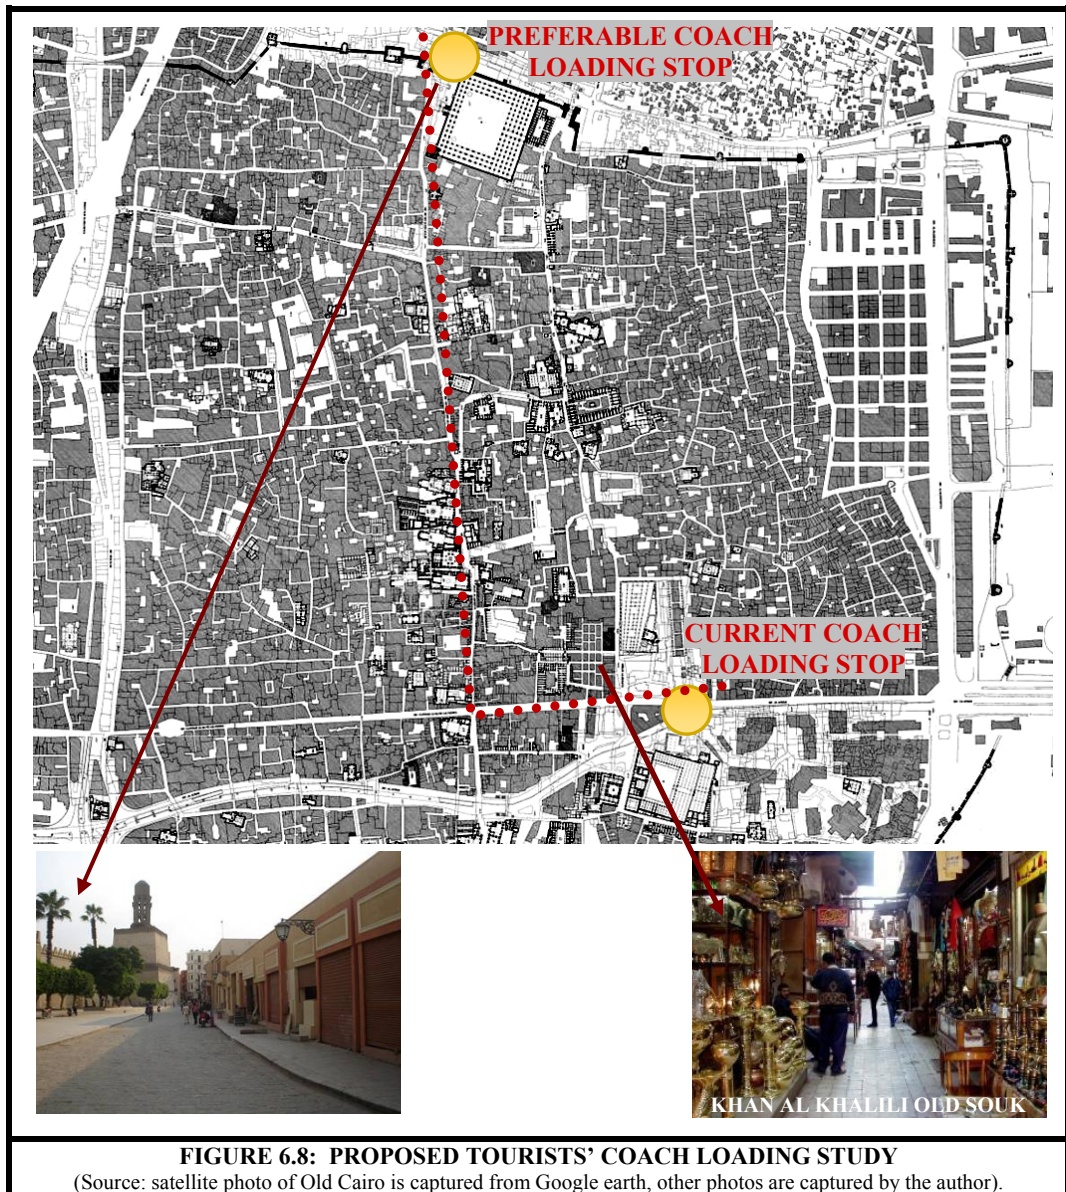 PREFERABLE COACH
LOADING STOP
CURRENT COACH
LOADING STOP
KHAN AL KHALILI OLD SOUK
FIGURE 6.8: PROPOSED TOURISTS’ COACH LOADING STUDY
(Source: satellite photo of Old Cairo is captured from Google earth, other photos are captured by the author).